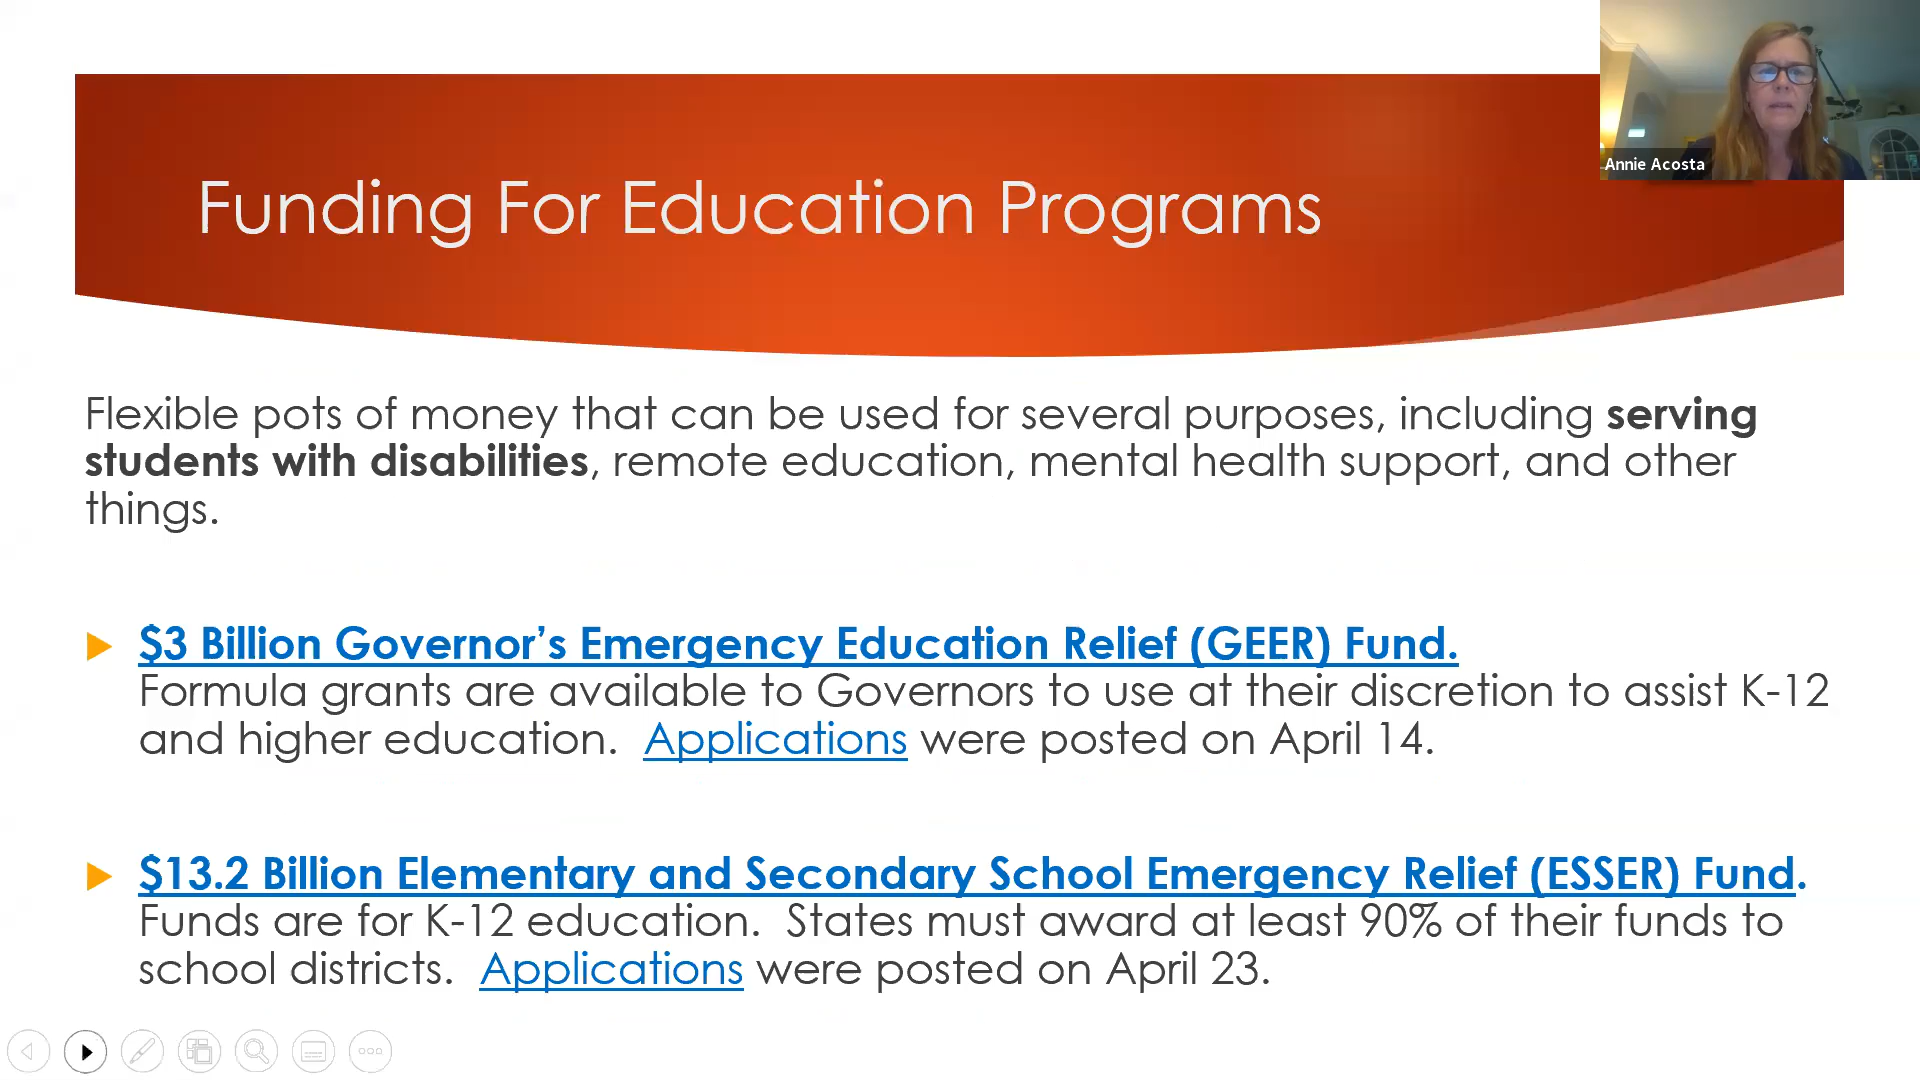 Annie Acosta
Funding For Education Programs
Flexible pots of money that can be used for several purposes, including serving
students with disabilities, remote education, mental health support, and other
things.
$3 Billion Governor’s Emergency Education Relief (GEER) Fund.
Formula grants are available to Governors to use at their discretion to assist K-12
and higher education.  Applications were posted on April 14.
$13.2 Billion Elementary and Secondary School Emergency Relief (ESSER) Fund.
Funds are for K-12 education.  States must award at least 90% of their funds to
school districts.  Applications were posted on April 23.